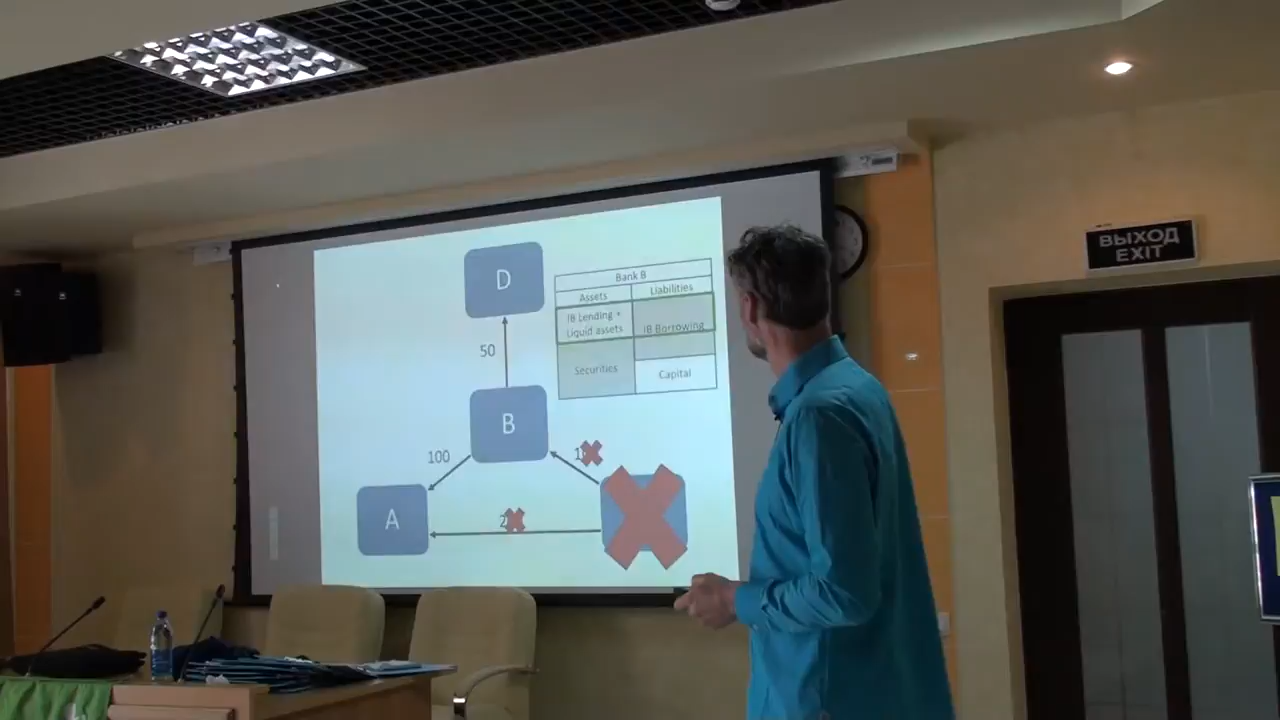 D
Bank B
Assets
Liabilities
IB Lending +
Liquid assets
IB Borrowing
Securities
Capital
50
B
100
A
ВЫХОД
EXIT